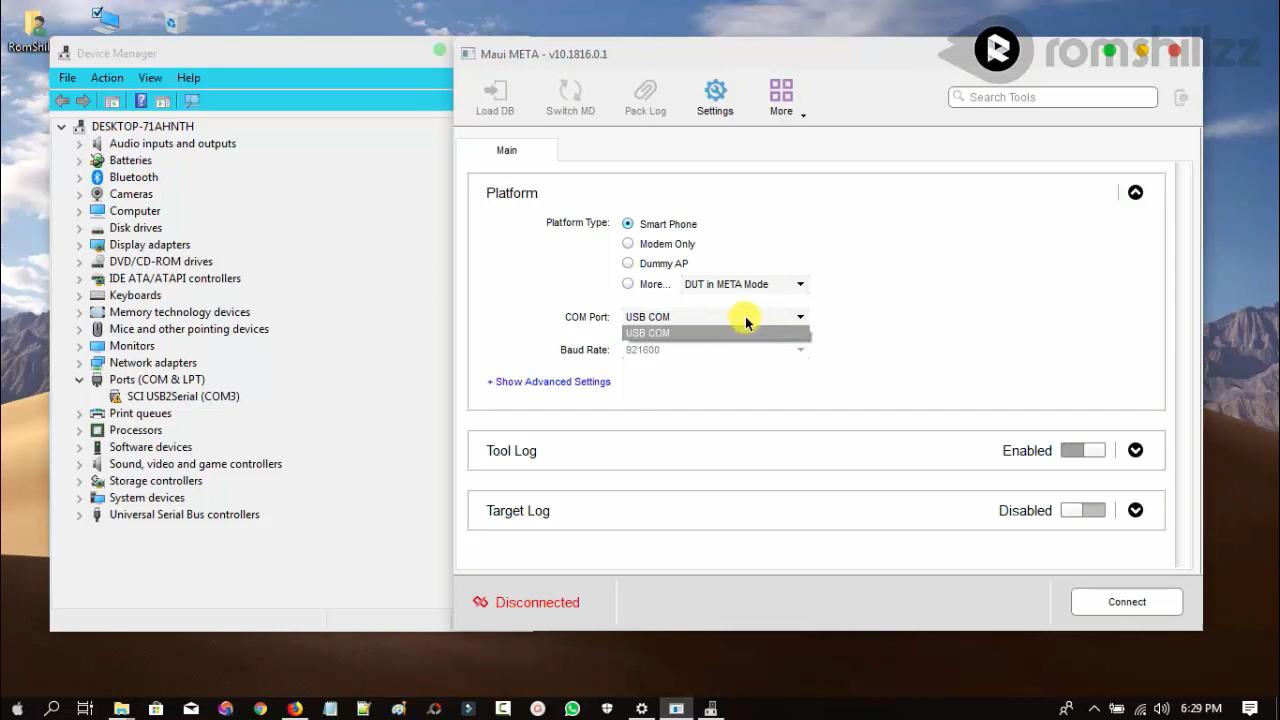 RomShil
romshillzz
Device Manager
File Action View Help
DESKTOP-71AHNTH
Audio inputs and outputs
Batteries
Bluetooth
Cameras
Computer
Disk drives
Display adapters
DVD/CD-ROM drives
IDE ATA/ATAPI controllers
Keyboards
Memory technology devices
Mice and other pointing devices
Monitors
Network adapters
Ports (COM & LPT)
SCI USB2Serial (COM3)
Print queues
Processors
Software devices
Sound, video and game controllers
Storage controllers
System devices
Universal Serial Bus controllers
Maui META - v10.1816.0.1
Load DB Switch MD Pack Log Settings More
Search Tools
Main
Platform
Platform Type: Smart Phone
Modem Only
Dummy AP
More... DUT in META Mode
COM Port: USB COM
USB COM
Baud Rate: 921600
+ Show Advanced Settings
Tool Log Enabled
Target Log Disabled
Disconnected Connect
6:29 PM